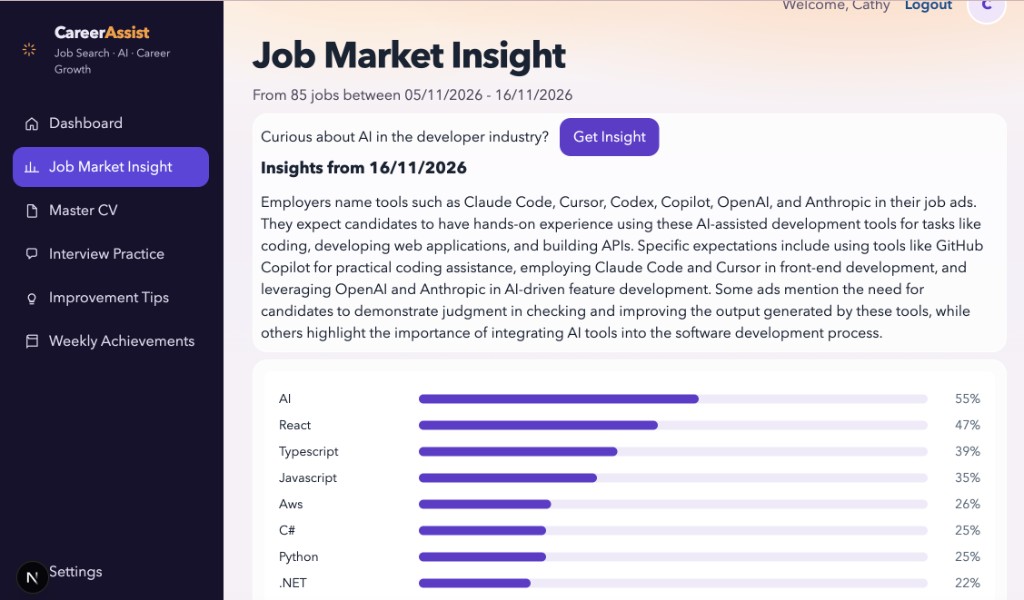 Welcome, Cathy Logout C
CareerAssist
Job Search · AI · Career
Growth
Dashboard
Job Market Insight
Master CV
Interview Practice
Improvement Tips
Weekly Achievements
N
Settings
Job Market Insight
From 85 jobs between 05/11/2026 - 16/11/2026
Curious about AI in the developer industry? Get Insight
Insights from 16/11/2026
Employers name tools such as Claude Code, Cursor, Codex, Copilot, OpenAI, and Anthropic in their job ads.
They expect candidates to have hands-on experience using these AI-assisted development tools for tasks like
coding, developing web applications, and building APIs. Specific expectations include using tools like GitHub
Copilot for practical coding assistance, employing Claude Code and Cursor in front-end development, and
leveraging OpenAI and Anthropic in AI-driven feature development. Some ads mention the need for
candidates to demonstrate judgment in checking and improving the output generated by these tools, while
others highlight the importance of integrating AI tools into the software development process.
AI 55%
React 47%
Typescript 39%
Javascript 35%
Aws 26%
C# 25%
Python 25%
.NET 22%